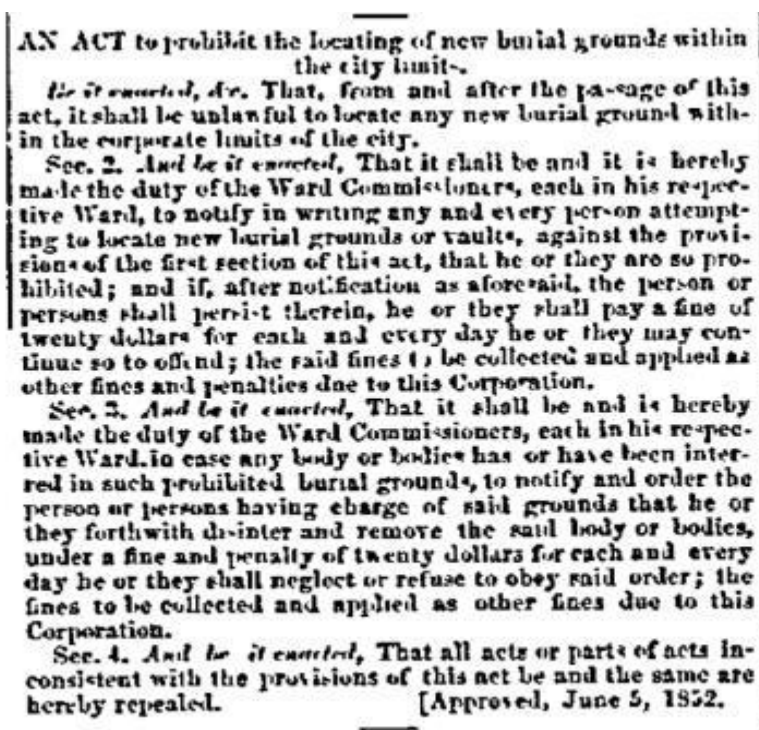 AN ACT to prohibit the locating of new burial grounds within
the city limits.
Be it enacted, &c. That, from and after the passage of this
act, it shall be unlawful to locate any new burial ground with-
in the corporate limits of the city.
Sec. 2. And be it enacted, That it shall be and it is hereby
made the duty of the Ward Commissioners, each in his respec-
tive Ward, to notify in writing any and every person attempt-
ing to locate new burial grounds or vaults, against the provi-
sions of the first section of this act, that he or they are so pro-
hibited; and if, after notification as aforesaid, the person or
persons shall persist therein, he or they shall pay a fine of
twenty dollars for each and every day he or they may con-
tinue so to offend; the said fines to be collected and applied as
other fines and penalties due to this Corporation.
Sec. 3. And be it enacted, That it shall be and is hereby
made the duty of the Ward Commissioners, each in his respec-
tive Ward, in case any body or bodies has or have been inter-
red in such prohibited burial grounds, to notify and order the
person or persons having charge of said grounds that he or
they forthwith disinter and remove the said body or bodies,
under a fine and penalty of twenty dollars for each and every
day he or they shall neglect or refuse to obey said order; the
fines to be collected and applied as other fines due to this
Corporation.
Sec. 4. And be it enacted, That all acts or parts of acts in-
consistent with the provisions of this act be and the same are
hereby repealed. [Approved, June 5, 1852.